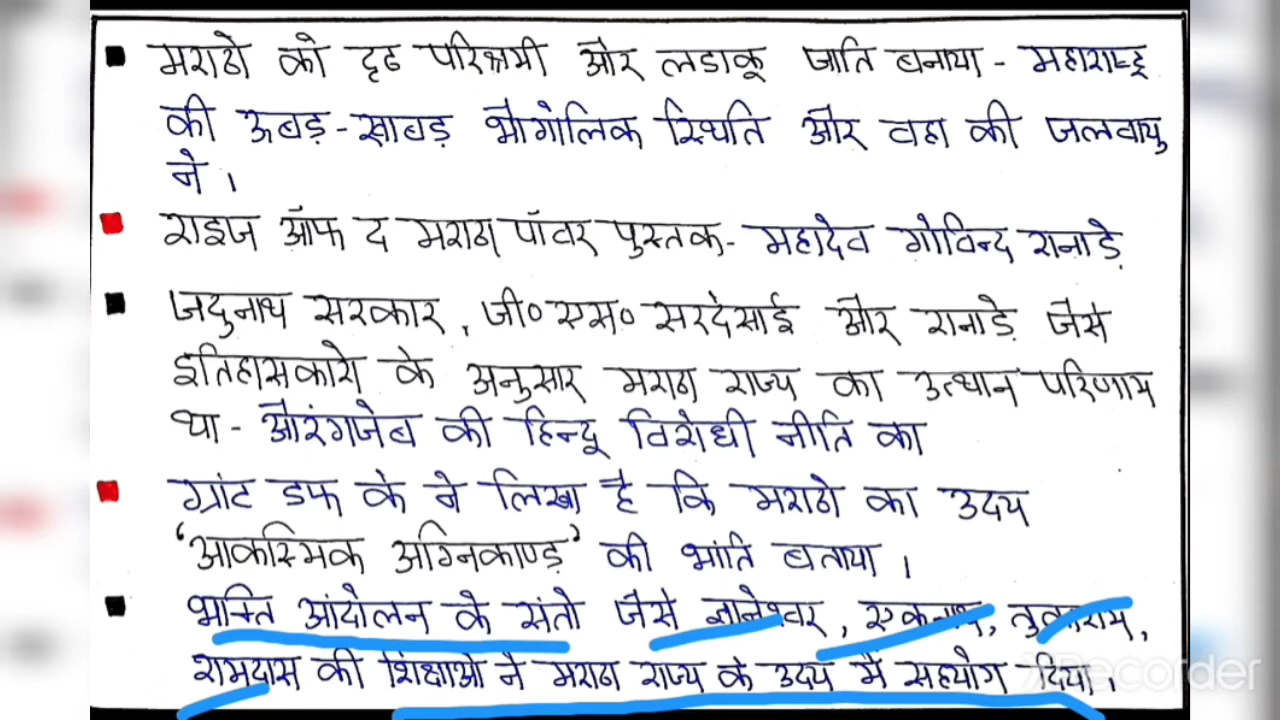 मराठो को दृढ परिश्रमी और लडाकू जाति बनाया - महाराष्ट्र
की ऊबड़ - खाबड़ भौगोलिक स्थिति और वहा की जलवायु
ने ।
राइज ऑफ द मराठा पॉवर पुस्तक - महादेव गोविन्द रानाडे़
जदुनाथ सरकार, जी० एस० सरदेसाई और रानाडे़ जैसे
इतिहासकारो के अनुसार मराठा राज्य का उत्थान परिणाम
था - औरंगजेब की हिन्दू विरोधी नीति का
ग्रांट डफ के ने लिखा है कि मराठो का उदय
'आकस्मिक अग्निकाण्ड़' की भांति बताया ।
भक्ति आंदोलन के संतो जैसे ज्ञानेश्वर, एकनाथ, तुकाराम,
रामदास की शिक्षाओ ने मराठा राज्य के उदय मे सहयोग दिया ।
Recorder